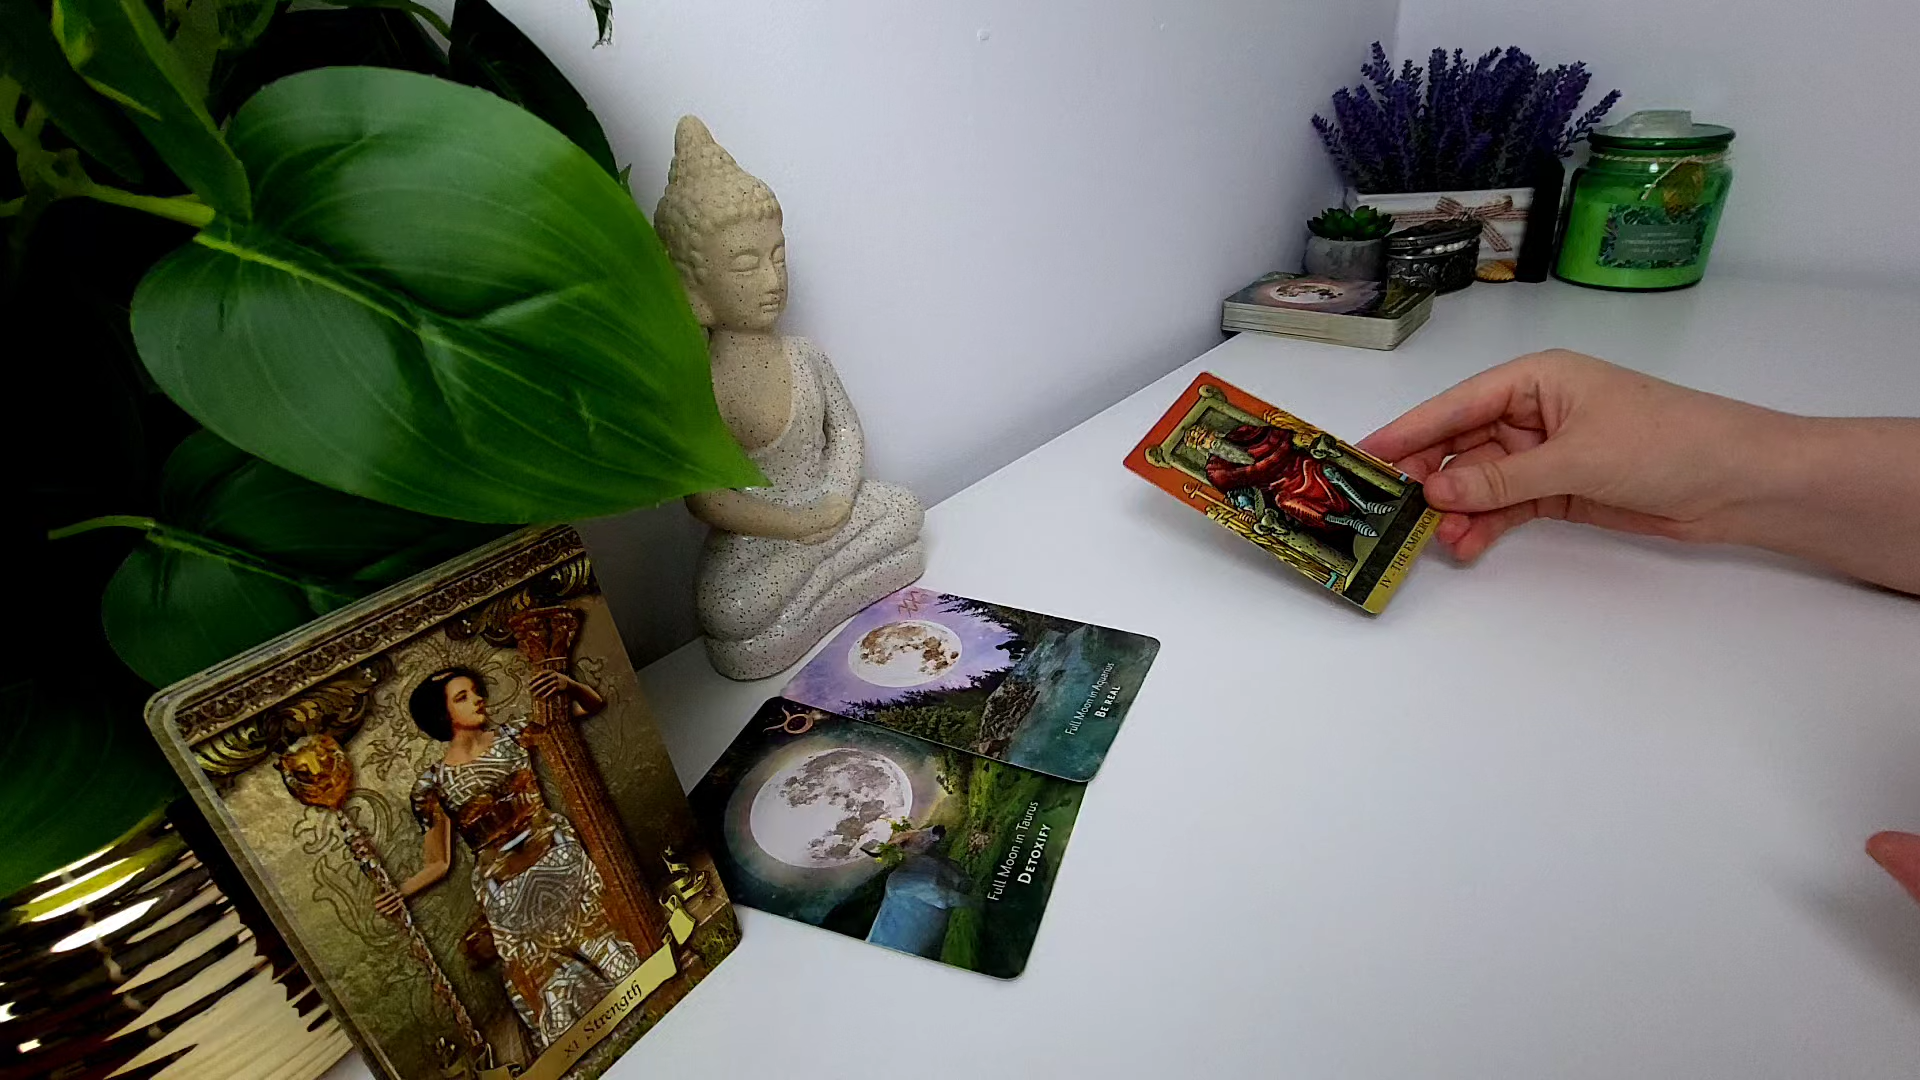 IV - THE EMPEROR
Full Moon in Aquarius
BE REAL
Full Moon in Taurus
DETOXIFY
XI Strength